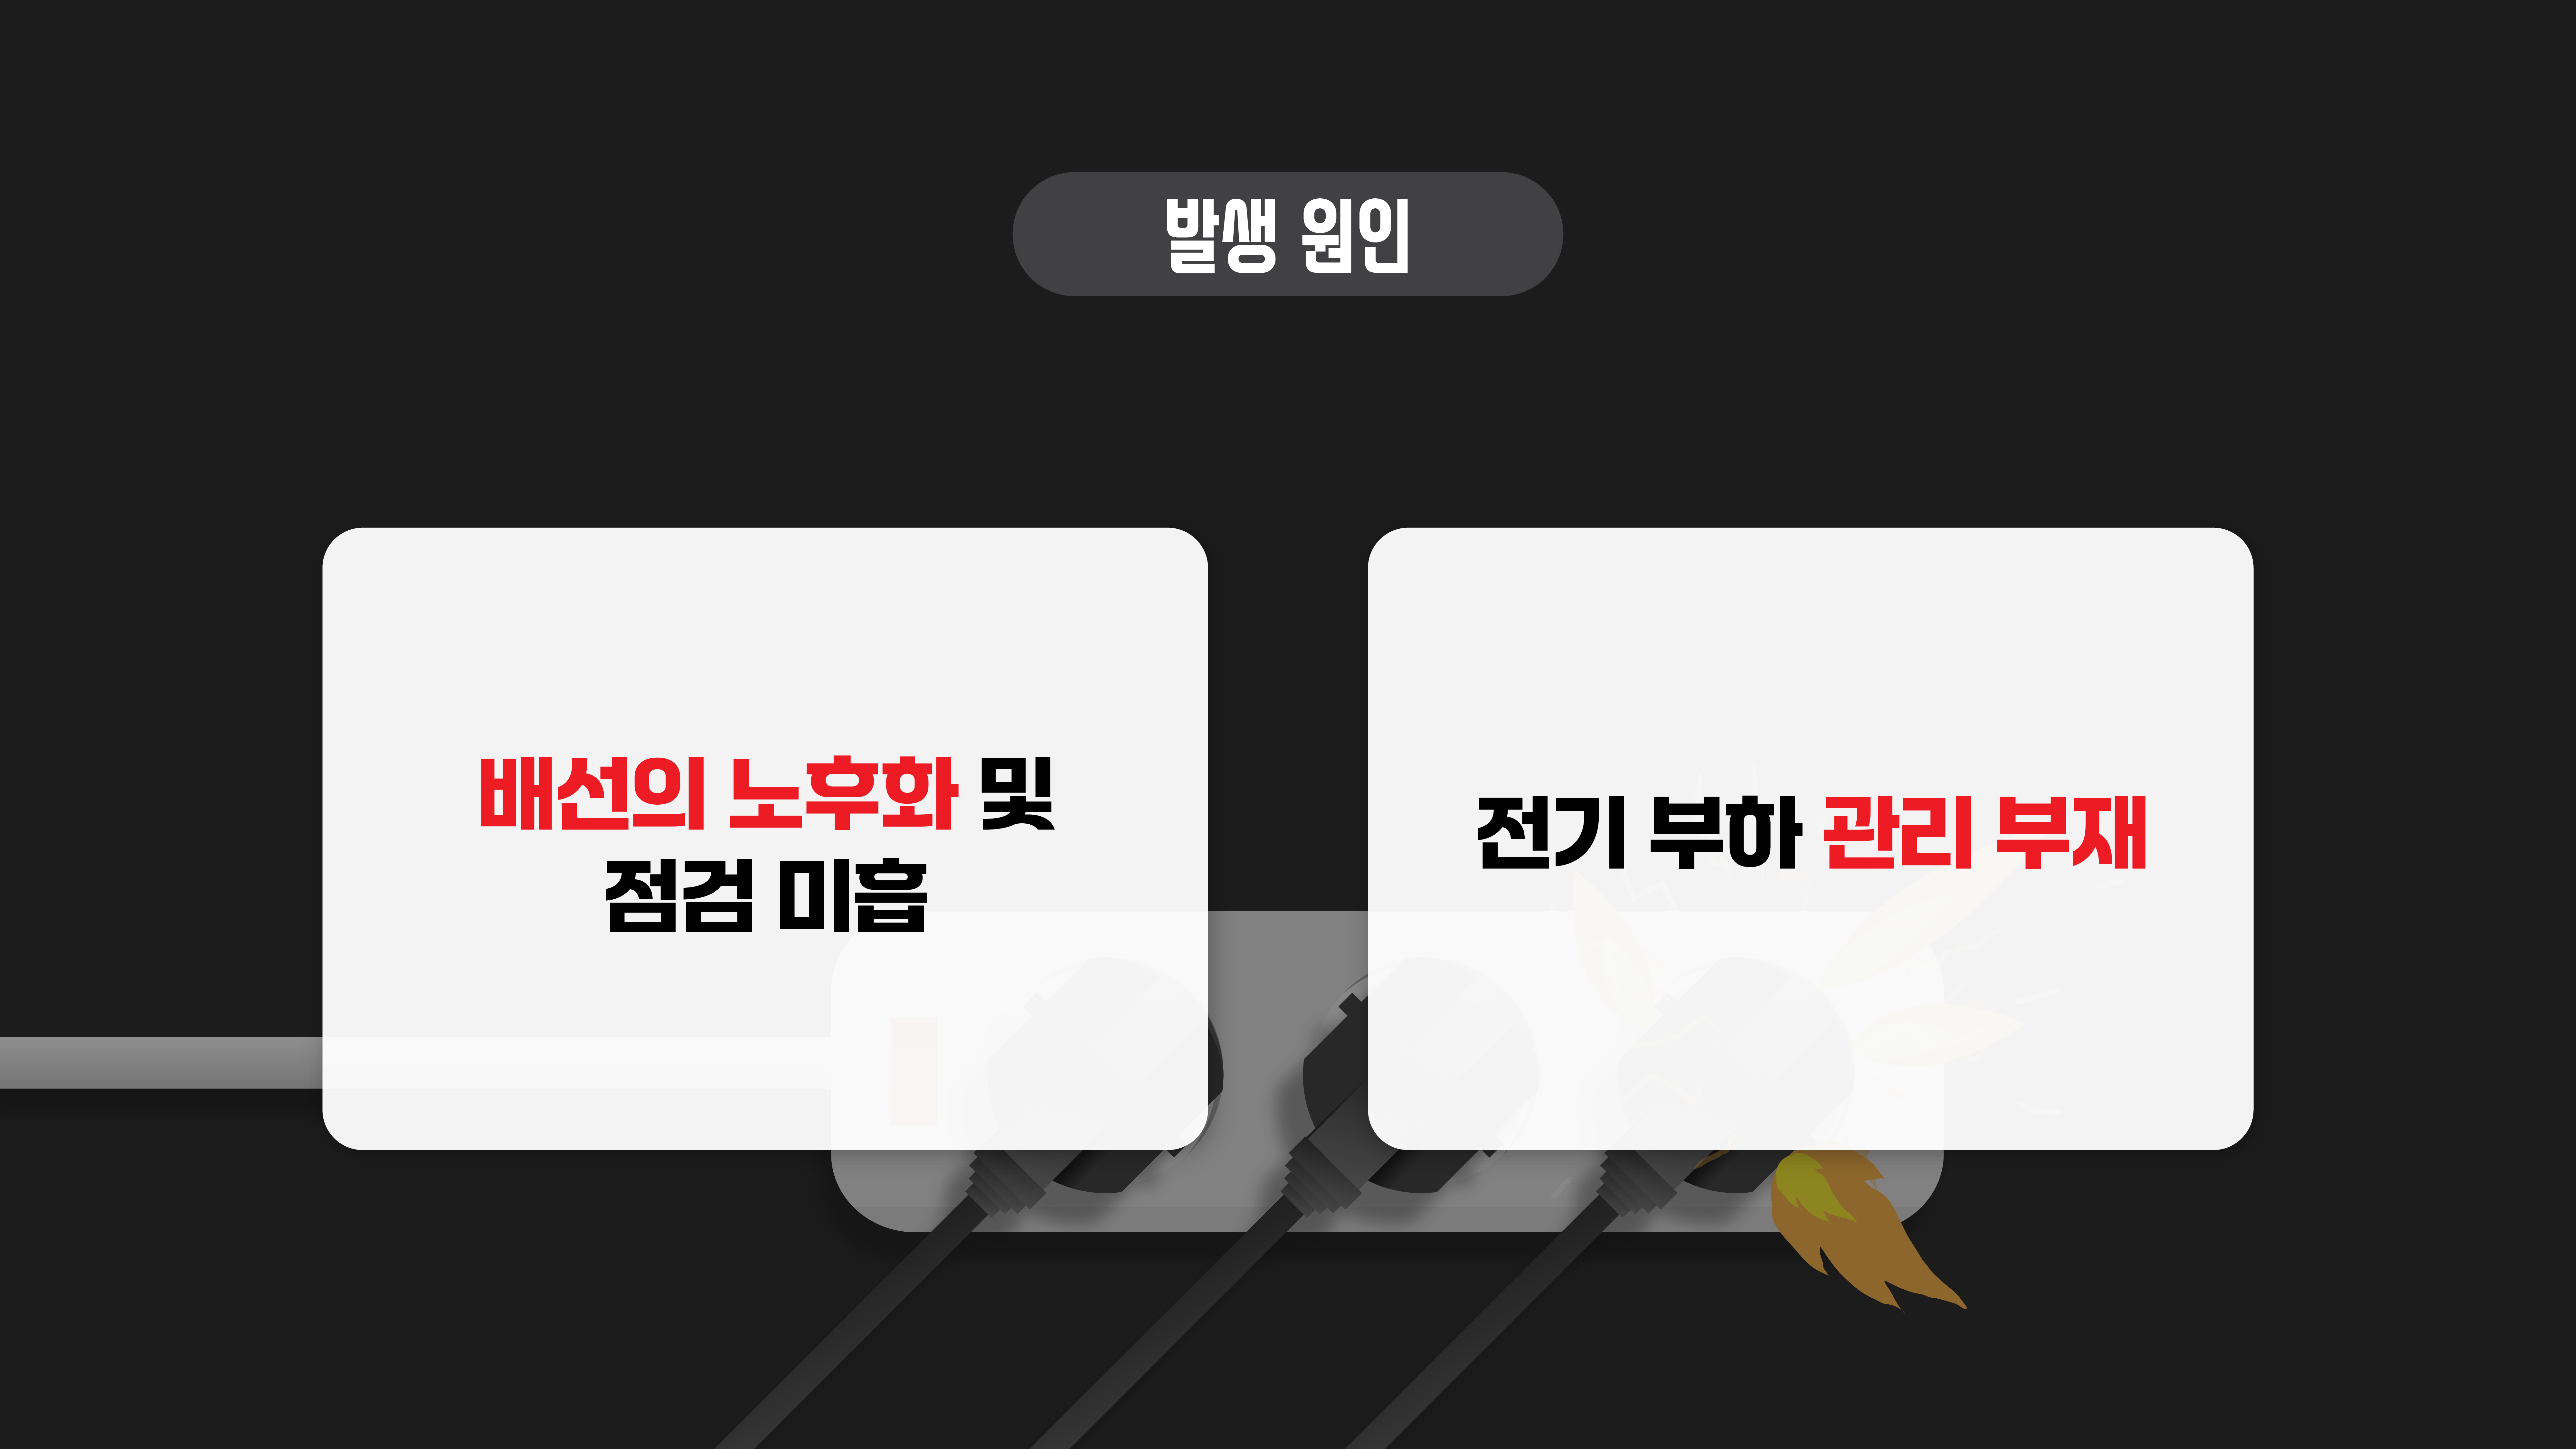 발생 원인
배선의 노후화 및
점검 미흡
전기 부하 관리 부재